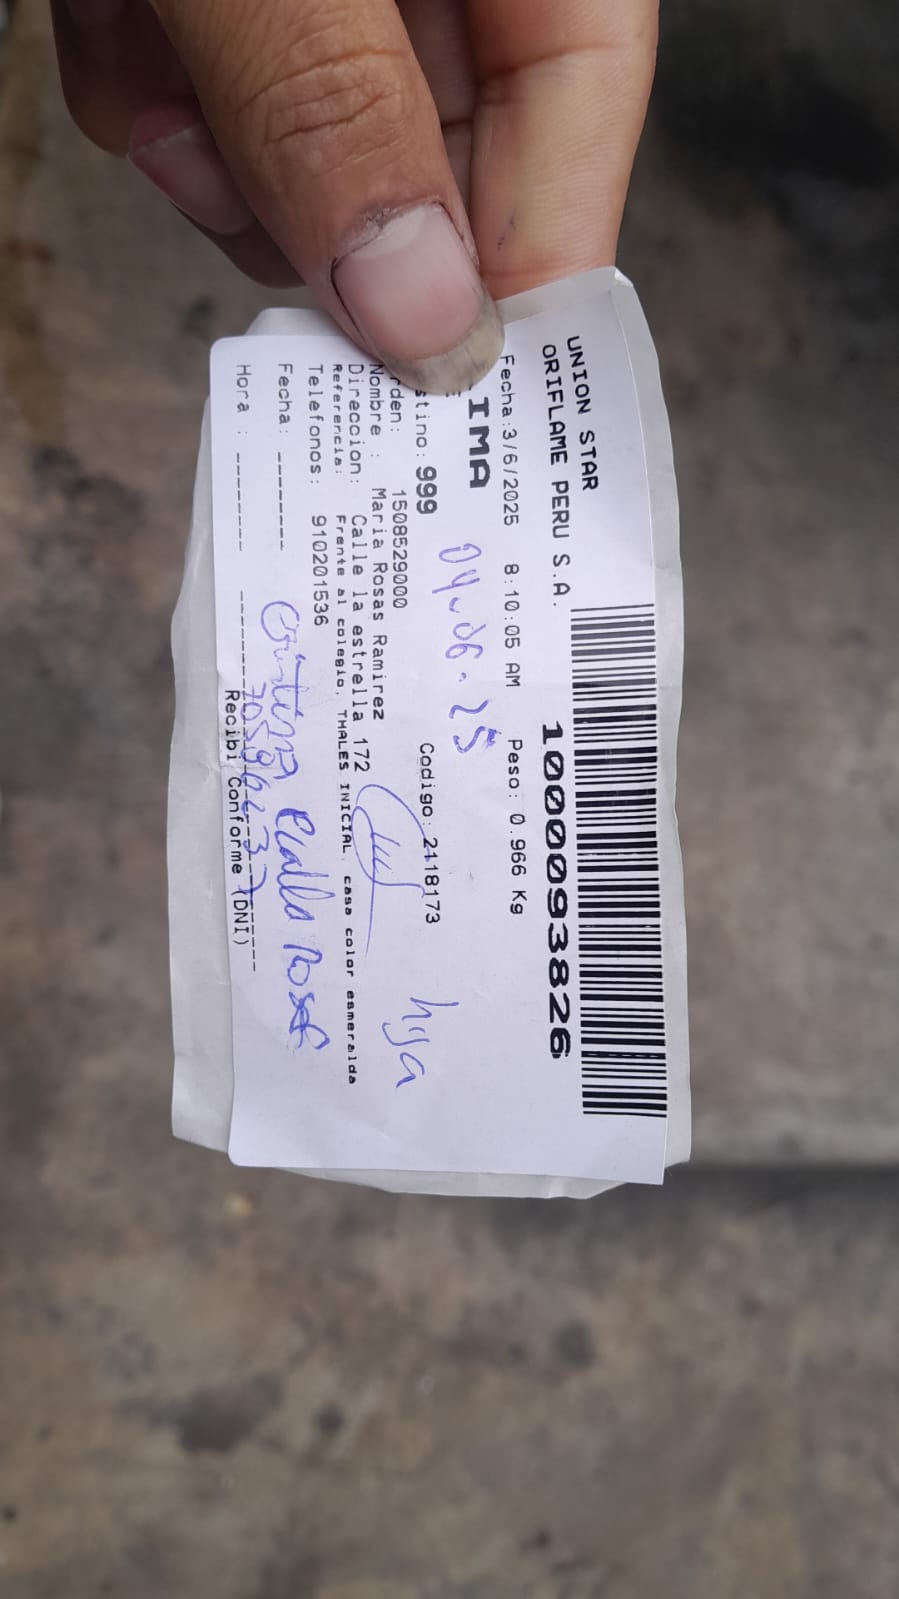 UNION STAR
ORIFLAME PERU S.A.
1000093826
Fecha:3/6/2025 8:10:05 AM Peso: 0.966 Kg
IMA
04.06.25
stino: 999 Codigo: 2118173
rden: 1508529000
hija
Nombre : Maria Rosas Ramirez
Direccion: Calle la estrella 172
Referencia: Frente al colegio, THALES INICIAL. casa color esmeralda
Telefonos: 910201536
Fecha: -------
Hora : --------
Recibi Conforme (DNI)